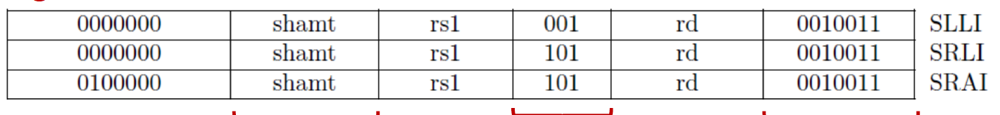 0000000 shamt rs1 001 rd 0010011 SLLI
0000000 shamt rs1 101 rd 0010011 SRLI
0100000 shamt rs1 101 rd 0010011 SRAI